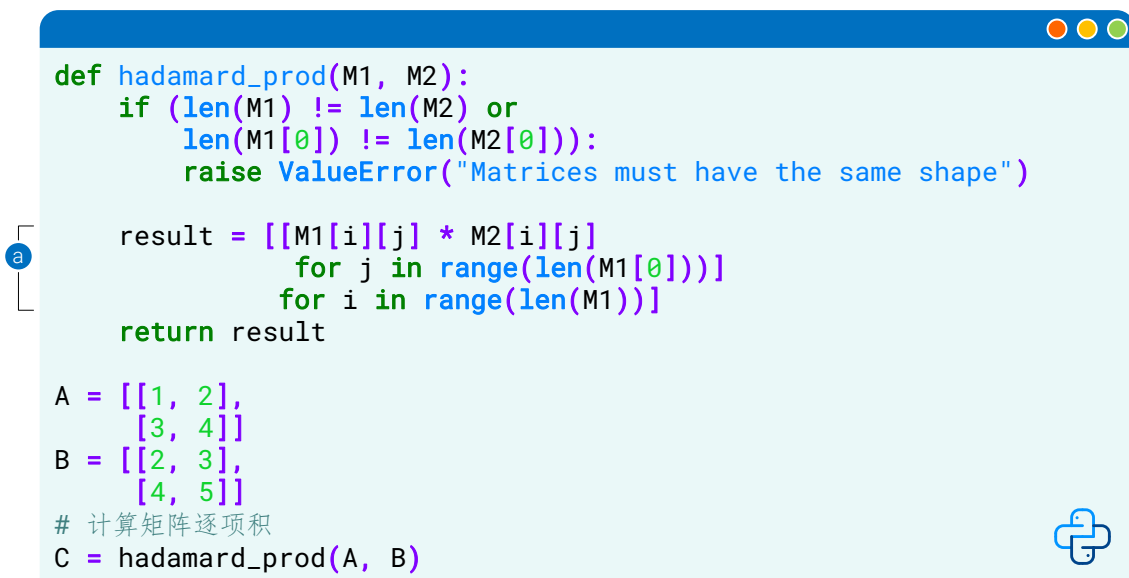 def hadamard_prod(M1, M2):
    if (len(M1) != len(M2) or
        len(M1[0]) != len(M2[0])):
        raise ValueError("Matrices must have the same shape")
a
    result = [[M1[i][j] * M2[i][j]
               for j in range(len(M1[0]))]
              for i in range(len(M1))]
    return result
A = [[1, 2],
     [3, 4]]
B = [[2, 3],
     [4, 5]]
# 计算矩阵逐项积
C = hadamard_prod(A, B)